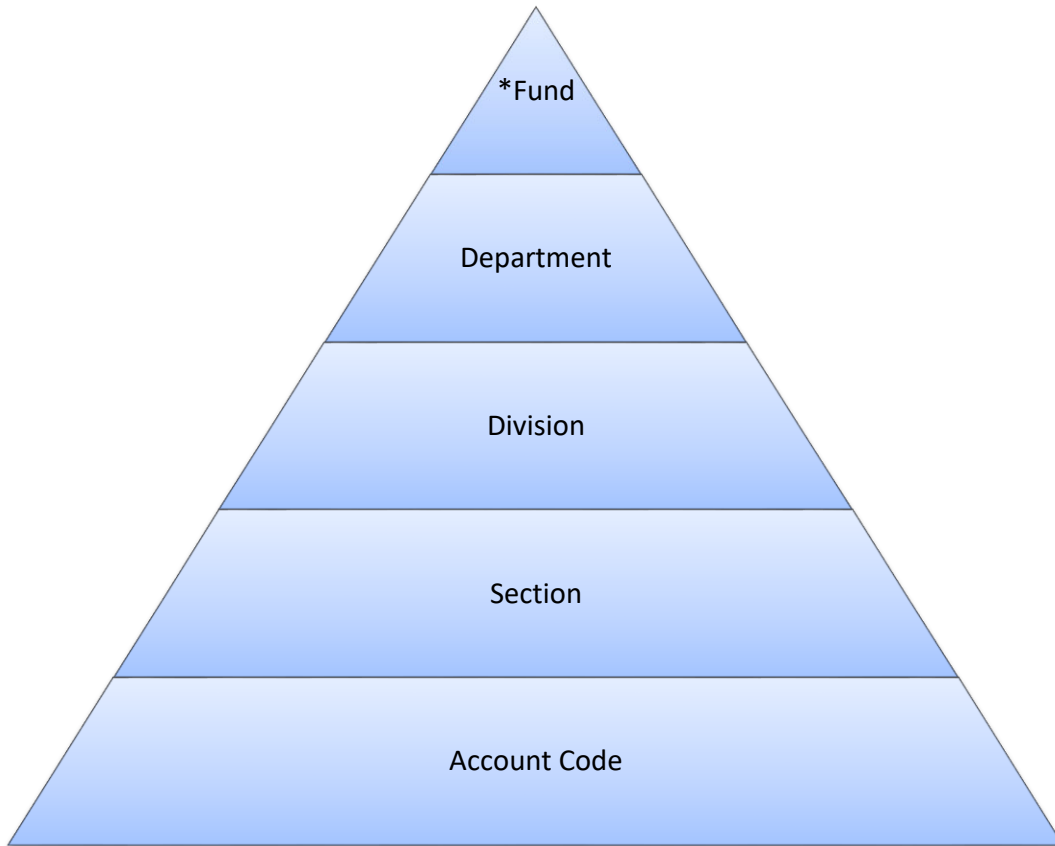 *Fund
Department
Division
Section
Account Code